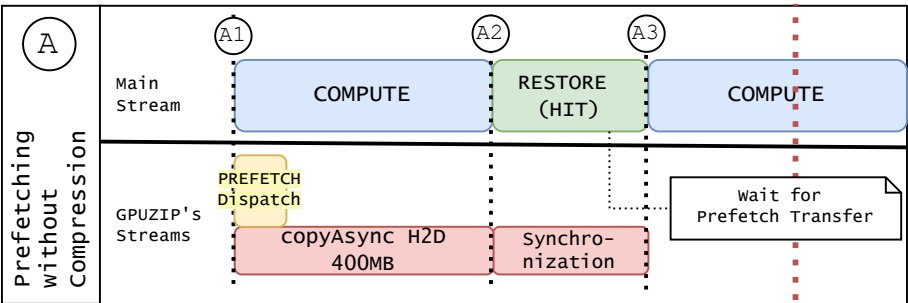 A
Prefetching
without
Compression
A1
A2
A3
Main
Stream
COMPUTE
RESTORE
(HIT)
COMPUTE
GPUZIP's
Streams
PREFETCH
Dispatch
copyAsync H2D
400MB
Synchro-
nization
Wait for
Prefetch Transfer